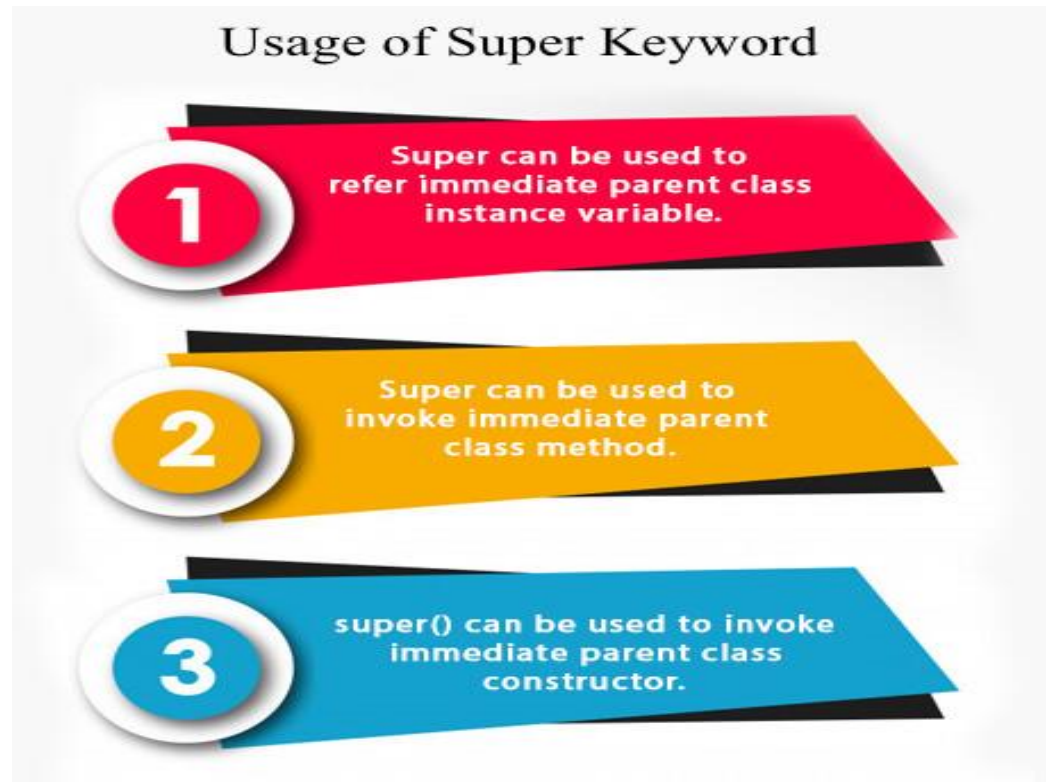 Usage of Super Keyword
1
Super can be used to
refer immediate parent class
instance variable.
2
Super can be used to
invoke immediate parent
class method.
3
super() can be used to invoke
immediate parent class
constructor.